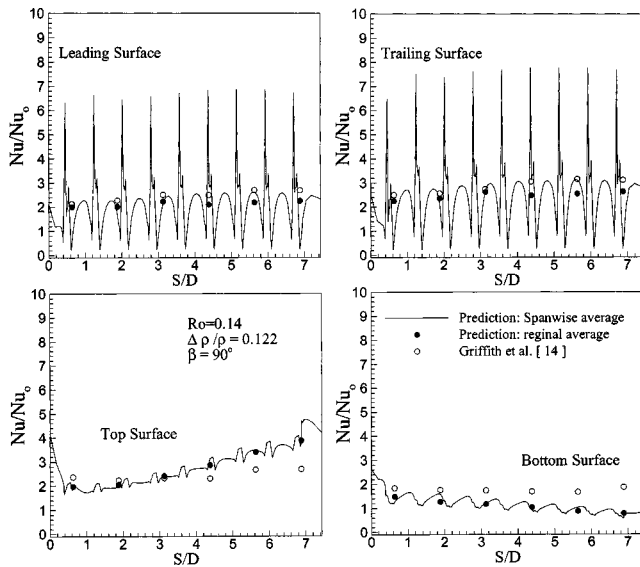 10
9
8
7
6
5
4
3
2
1
0
Nu/Nuo
Leading Surface
0 1 2 3 4 5 6 7
S/D
10
9
8
7
6
5
4
3
2
1
0
Nu/Nuo
Trailing Surface
0 1 2 3 4 5 6 7
S/D
10
9
8
7
6
5
4
3
2
1
0
Nu/Nuo
Ro=0.14
Δ ρ /ρ = 0.122
β = 90°
Top Surface
0 1 2 3 4 5 6 7
S/D
10
9
8
7
6
5
4
3
2
1
0
Nu/Nuo
Prediction: Spanwise average
Prediction: reginal average
Griffith et al. [ 14 ]
Bottom Surface
0 1 2 3 4 5 6 7
S/D